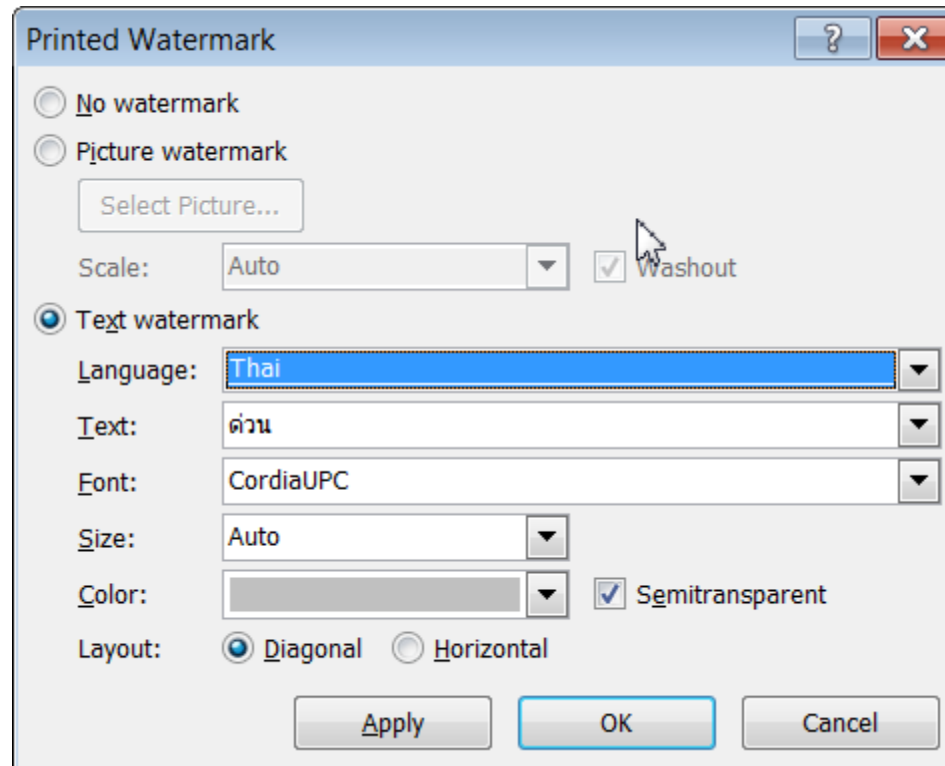 Printed Watermark
No watermark
Picture watermark
Select Picture...
Scale: Auto Washout
Text watermark
Language: Thai
Text: ด่วน
Font: CordiaUPC
Size: Auto
Color: Semitransparent
Layout: Diagonal Horizontal
Apply OK Cancel